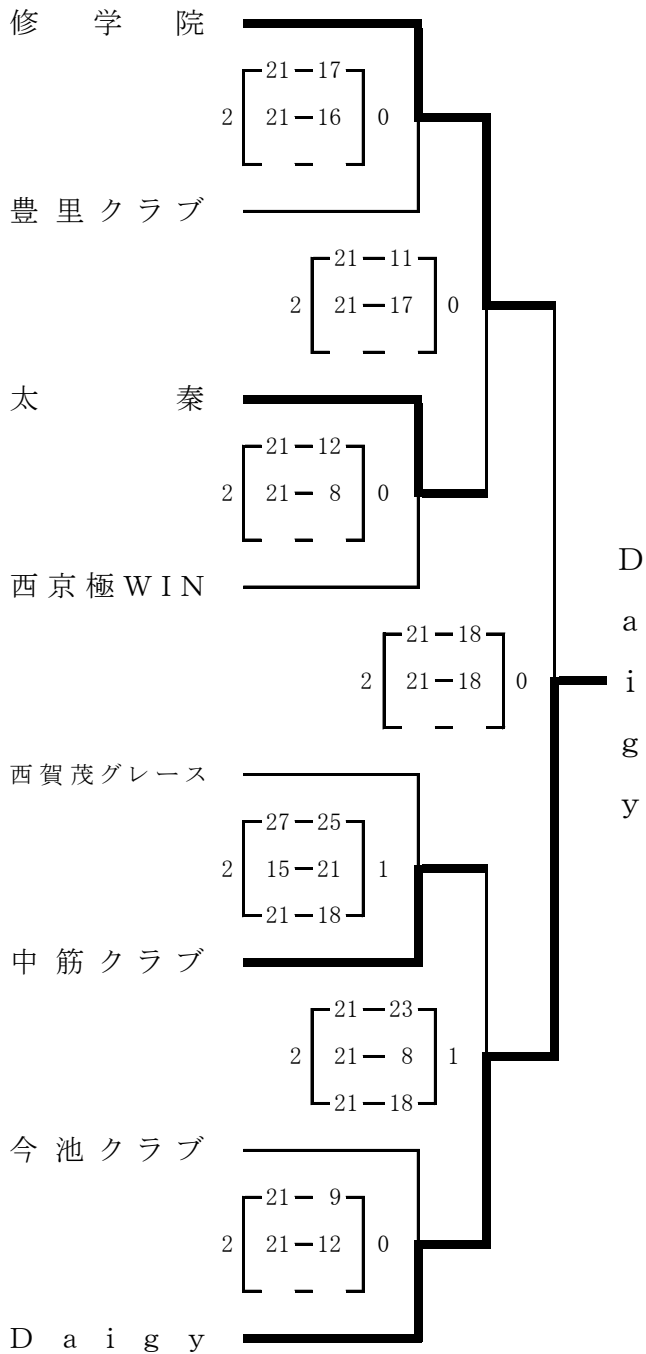 修学院
21－17
2 21－16 0
－
豊里クラブ
21－11
2 21－17 0
－
太秦
21－12
2 21－ 8 0
－
西京極WIN
21－18
2 21－18 0
－
Daigy
西賀茂グレース
27－25
2 15－21 1
21－18
中筋クラブ
21－23
2 21－ 8 1
21－18
今池クラブ
21－ 9
2 21－12 0
－
Daigy